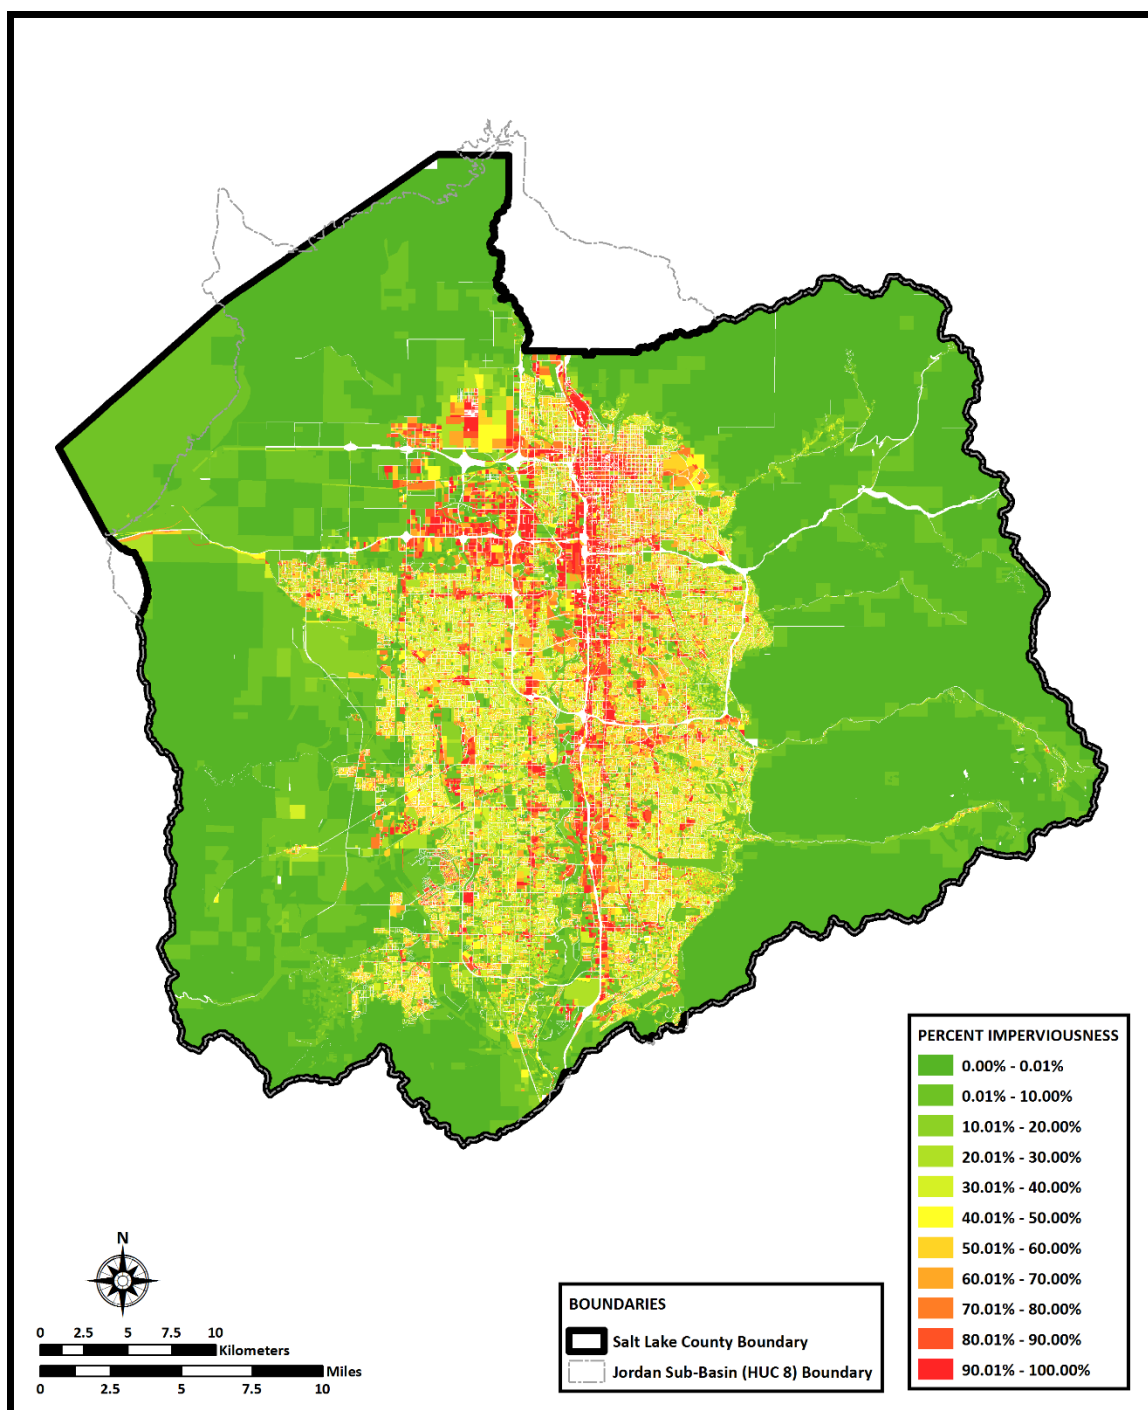 PERCENT IMPERVIOUSNESS
0.00% - 0.01%
0.01% - 10.00%
10.01% - 20.00%
20.01% - 30.00%
30.01% - 40.00%
40.01% - 50.00%
50.01% - 60.00%
60.01% - 70.00%
70.01% - 80.00%
80.01% - 90.00%
90.01% - 100.00%
N
0 2.5 5 7.5 10
Kilometers
Miles
0 2.5 5 7.5 10
BOUNDARIES
Salt Lake County Boundary
Jordan Sub-Basin (HUC 8) Boundary